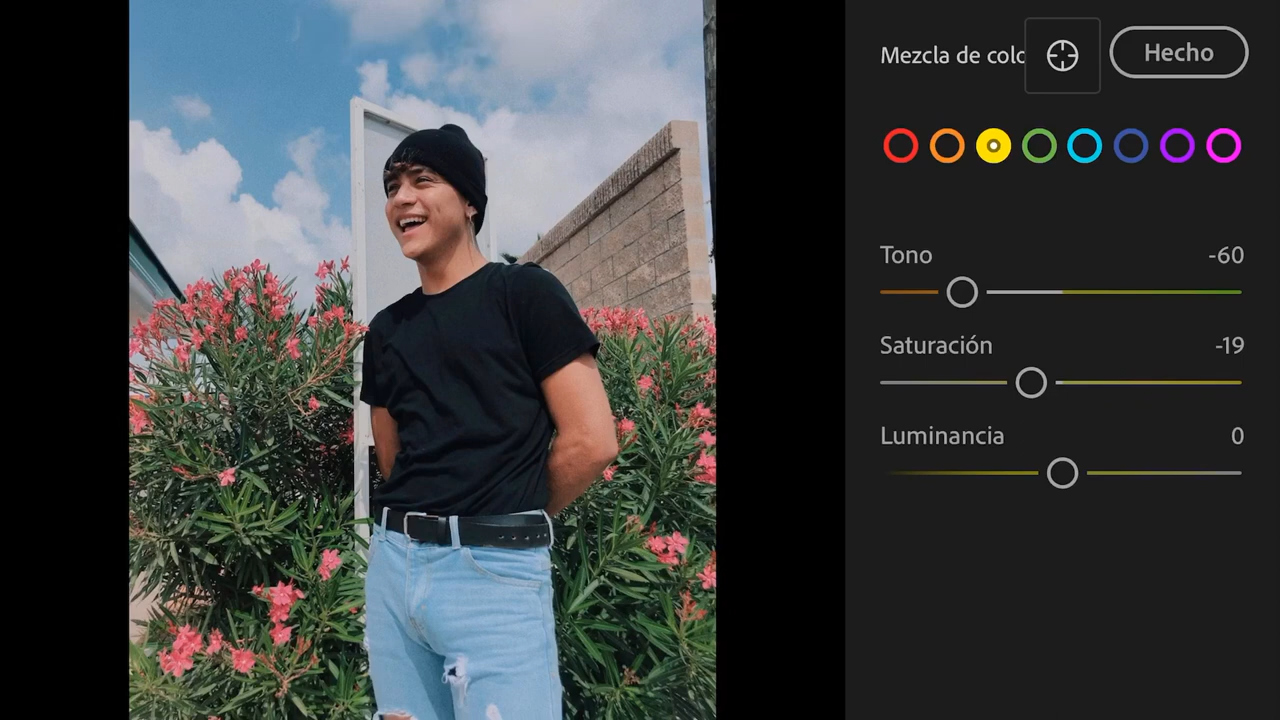 Mezcla de colo
Hecho
Tono -60
Saturación -19
Luminancia 0